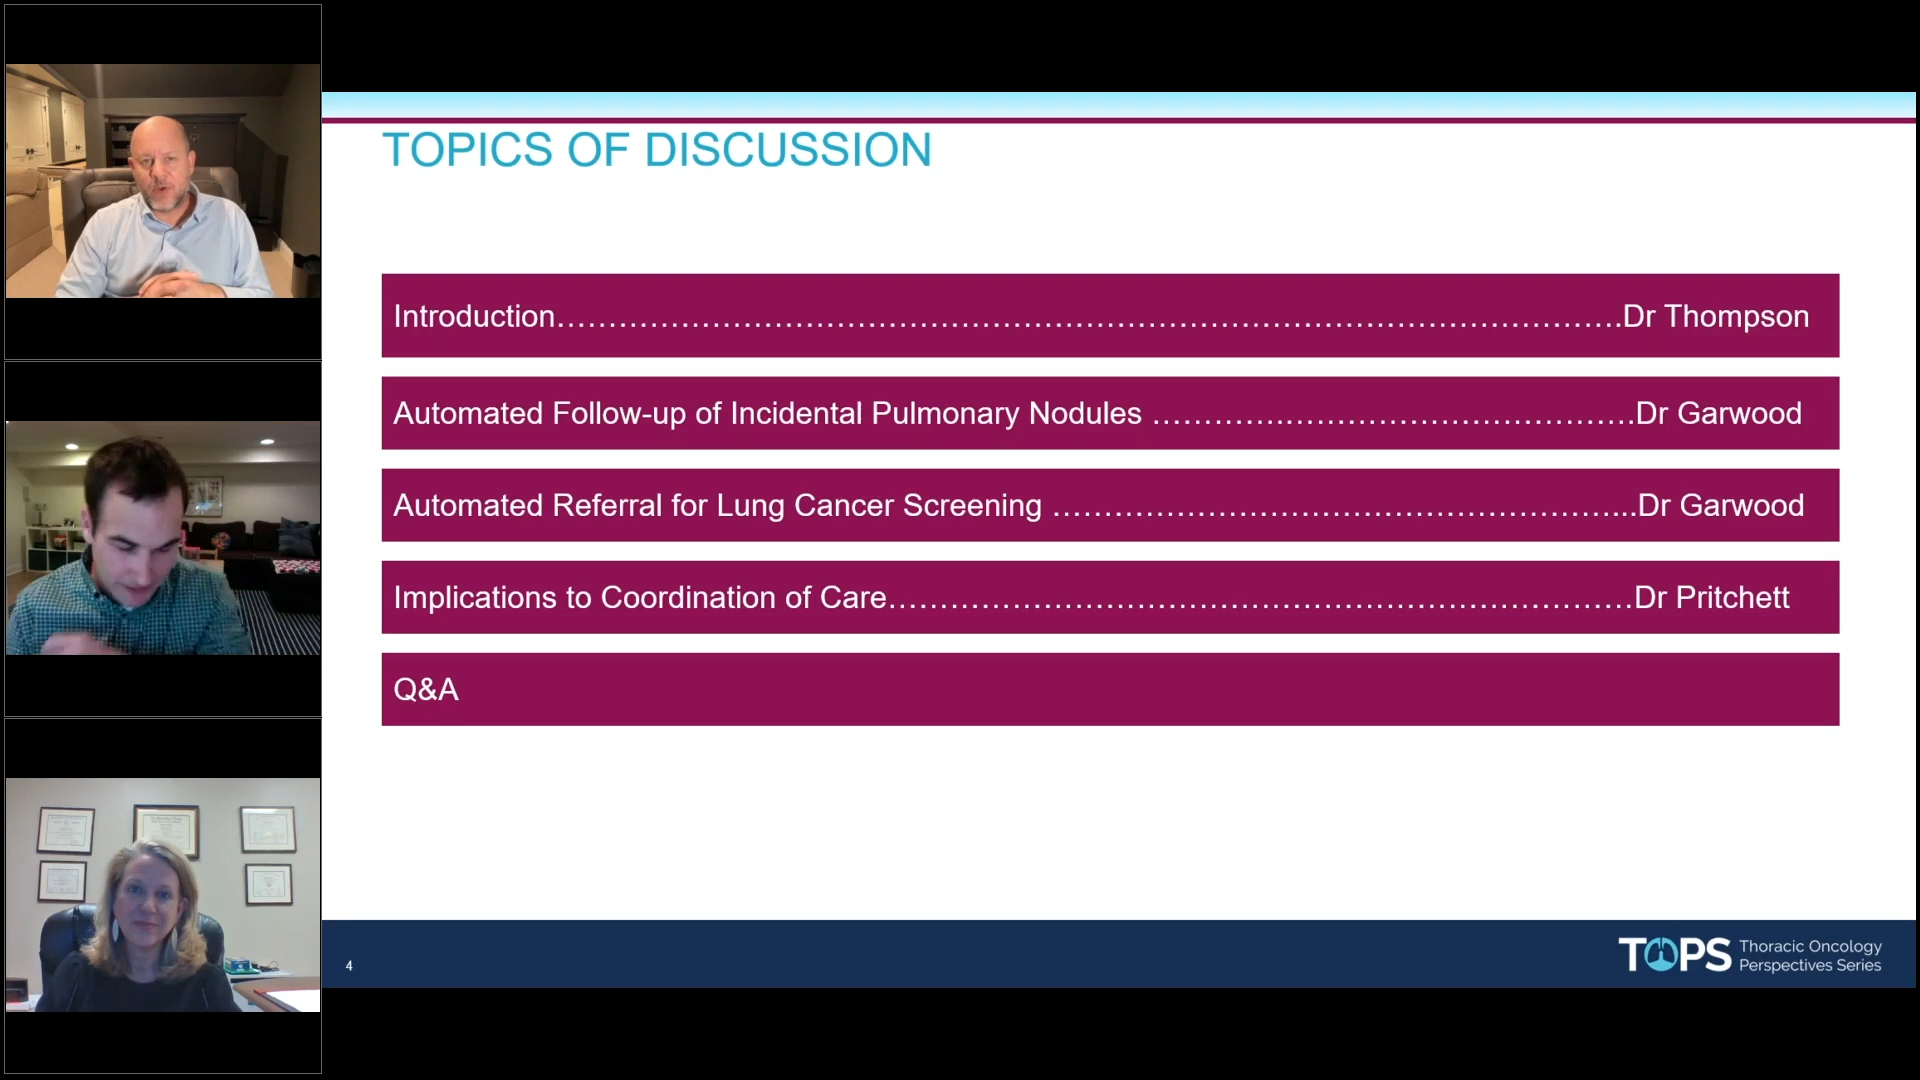 TOPICS OF DISCUSSION
Introduction……………………………………………………………………………………………….Dr Thompson
Automated Follow-up of Incidental Pulmonary Nodules ………………………………………….Dr Garwood
Automated Referral for Lung Cancer Screening …………………………………………………...Dr Garwood
Implications to Coordination of Care…………………………………………………………………Dr Pritchett
Q&A
4
TOPS
Thoracic Oncology
Perspectives Series